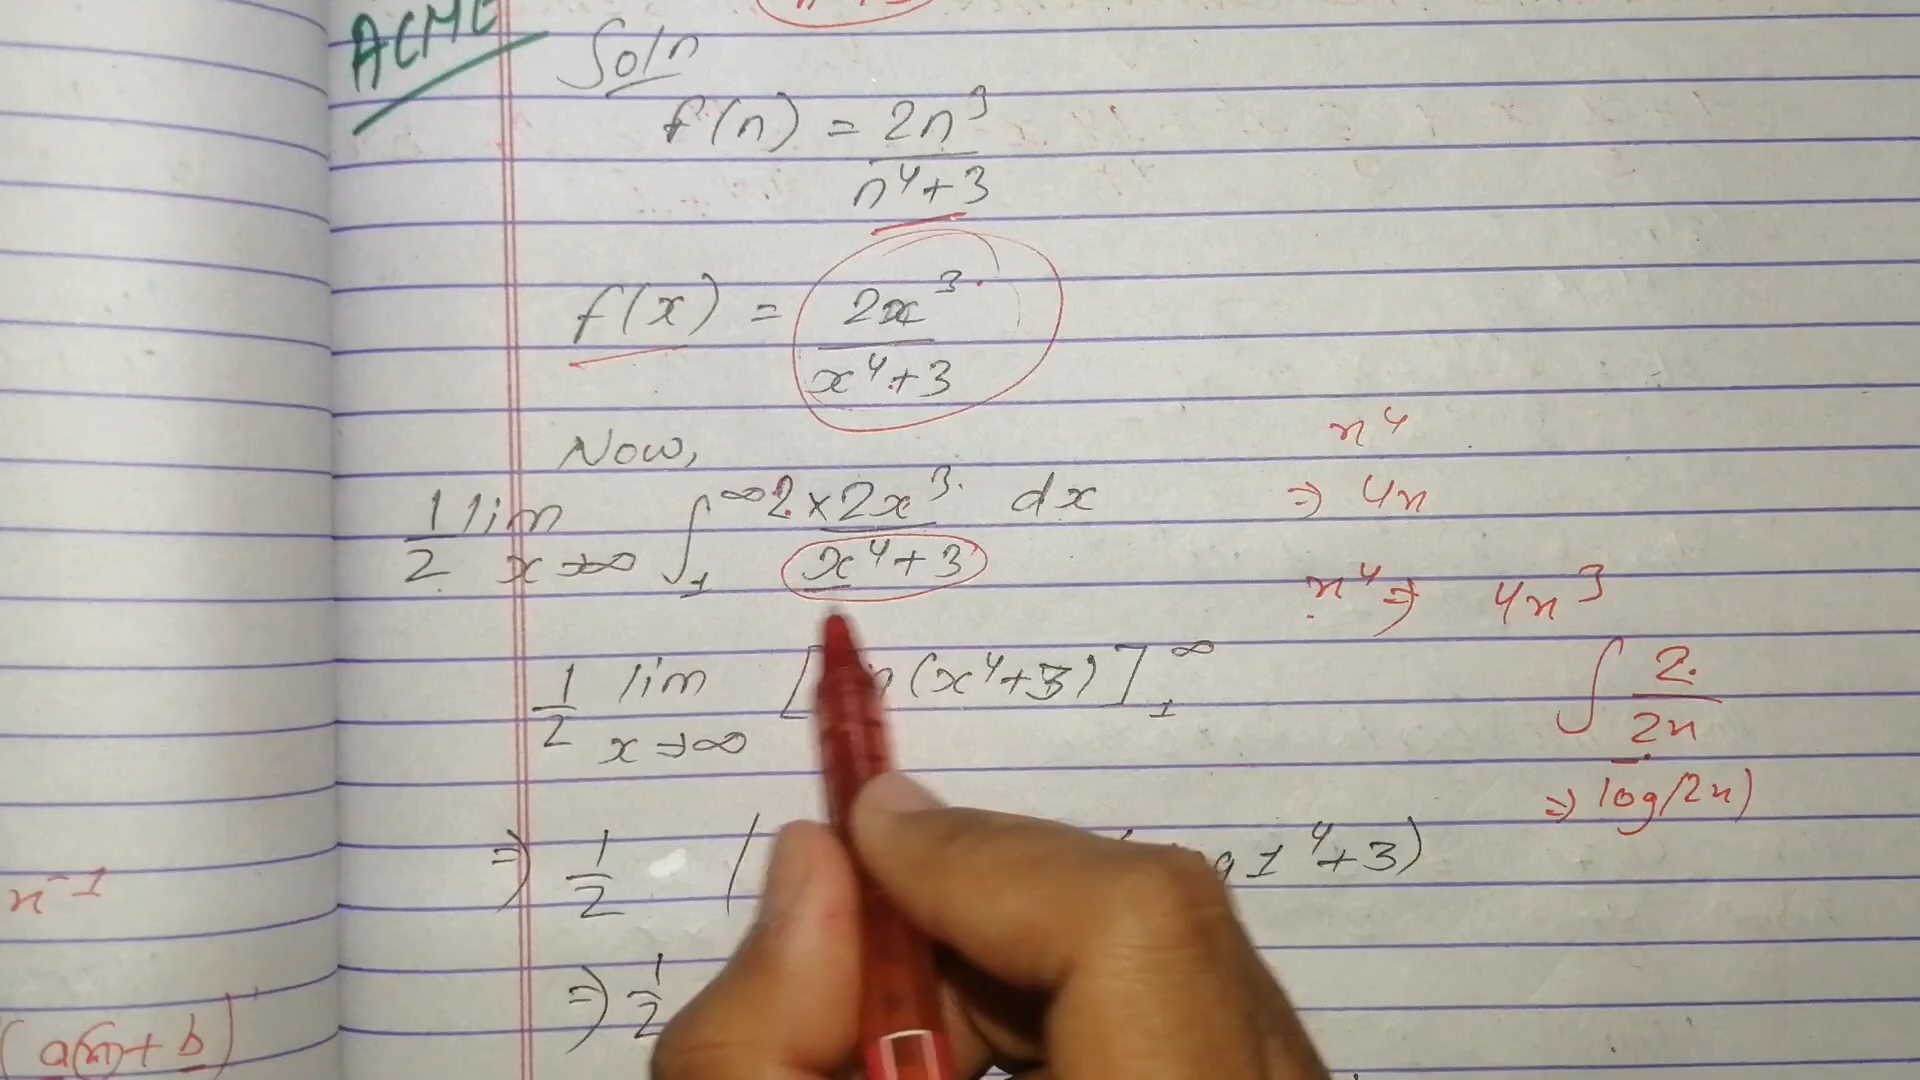 ACME
Soln
f(n) = 2n³
n⁴+3
f(x) = 2x³
x⁴+3
Now,
1/2 lim x→∞ ∫₁^∞ 2×2x³ dx
x⁴+3
n⁴
⇒ 4n
n⁴ ⇒ 4n³
1/2 lim x→∞ [ (x⁴+3)]₁^∞
∫ 2/2n
⇒ log(2n)
⇒ 1/2 ( 1⁴+3)
⇒ 1/2
n⁻¹
(a(n)+b)